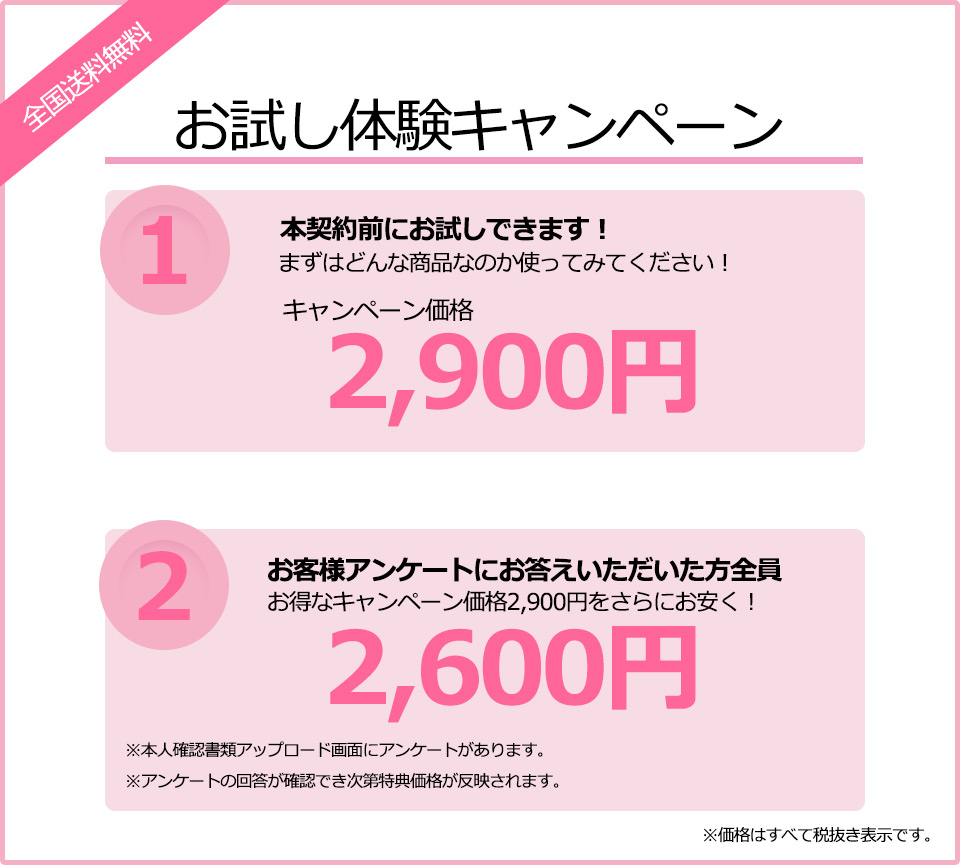 全国送料無料
お試し体験キャンペーン
1
本契約前にお試しできます！
まずはどんな商品なのか使ってみてください！
キャンペーン価格
2,900円
2
お客様アンケートにお答えいただいた方全員
お得なキャンペーン価格2,900円をさらにお安く！
2,600円
※本人確認書類アップロード画面にアンケートがあります。
※アンケートの回答が確認でき次第特典価格が反映されます。
※価格はすべて税抜き表示です。